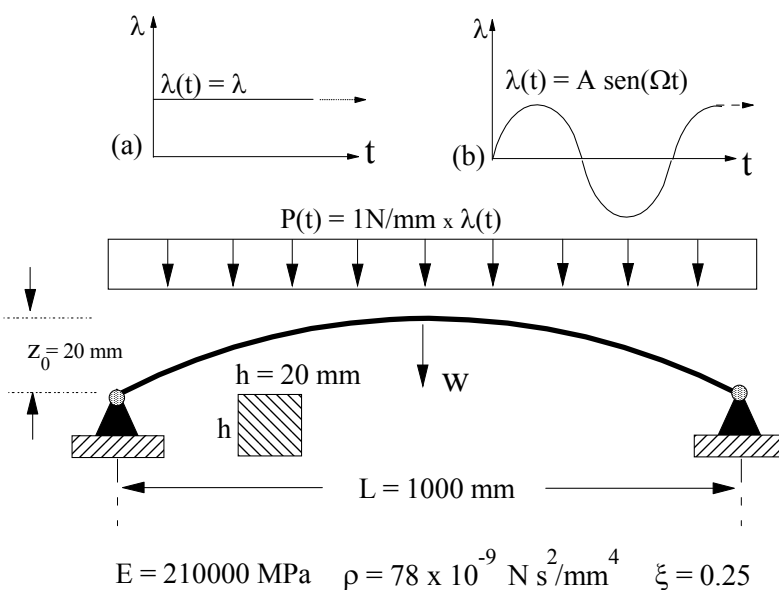 λ
λ
λ(t) = λ
λ(t) = A sen(Ωt)
(a)
t
(b)
t
P(t) = 1N/mm x λ(t)
z₀= 20 mm
h = 20 mm
w
h
L = 1000 mm
E = 210000 MPa ρ = 78 x 10⁻⁹ N s²/mm⁴ ξ = 0.25